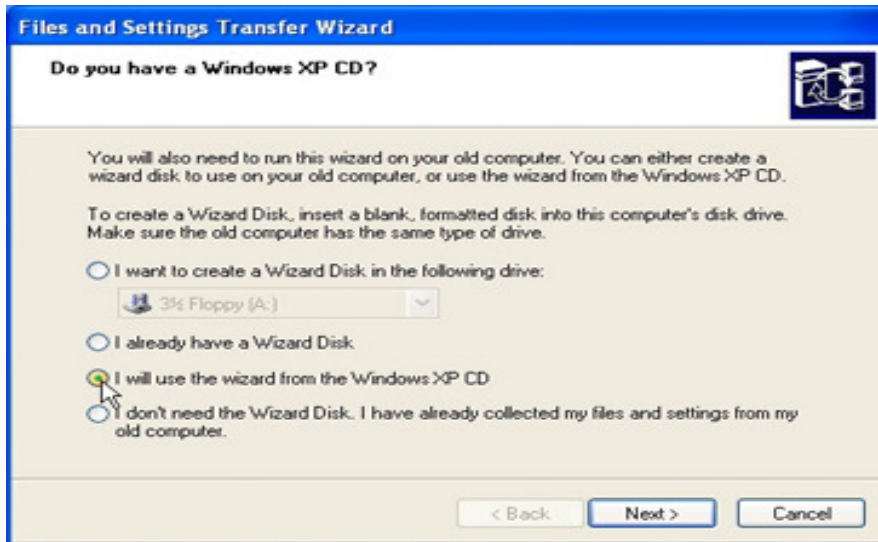 Files and Settings Transfer Wizard
Do you have a Windows XP CD?
You will also need to run this wizard on your old computer. You can either create a
wizard disk to use on your old computer, or use the wizard from the Windows XP CD.
To create a Wizard Disk, insert a blank, formatted disk into this computer's disk drive.
Make sure the old computer has the same type of drive.
I want to create a Wizard Disk in the following drive:
3½ Floppy (A:)
I already have a Wizard Disk
I will use the wizard from the Windows XP CD
I don't need the Wizard Disk. I have already collected my files and settings from my
old computer.
< Back Next > Cancel